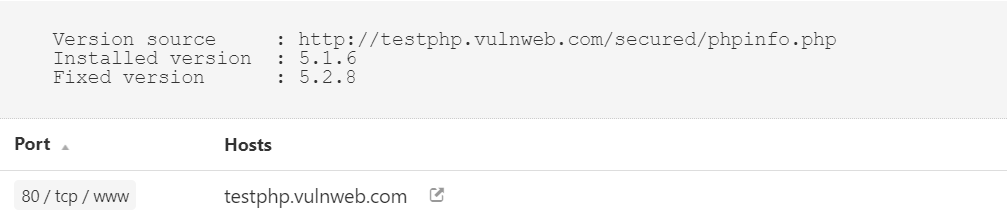 Version source : http://testphp.vulnweb.com/secured/phpinfo.php
Installed version : 5.1.6
Fixed version : 5.2.8
Port Hosts
80 / tcp / www testphp.vulnweb.com